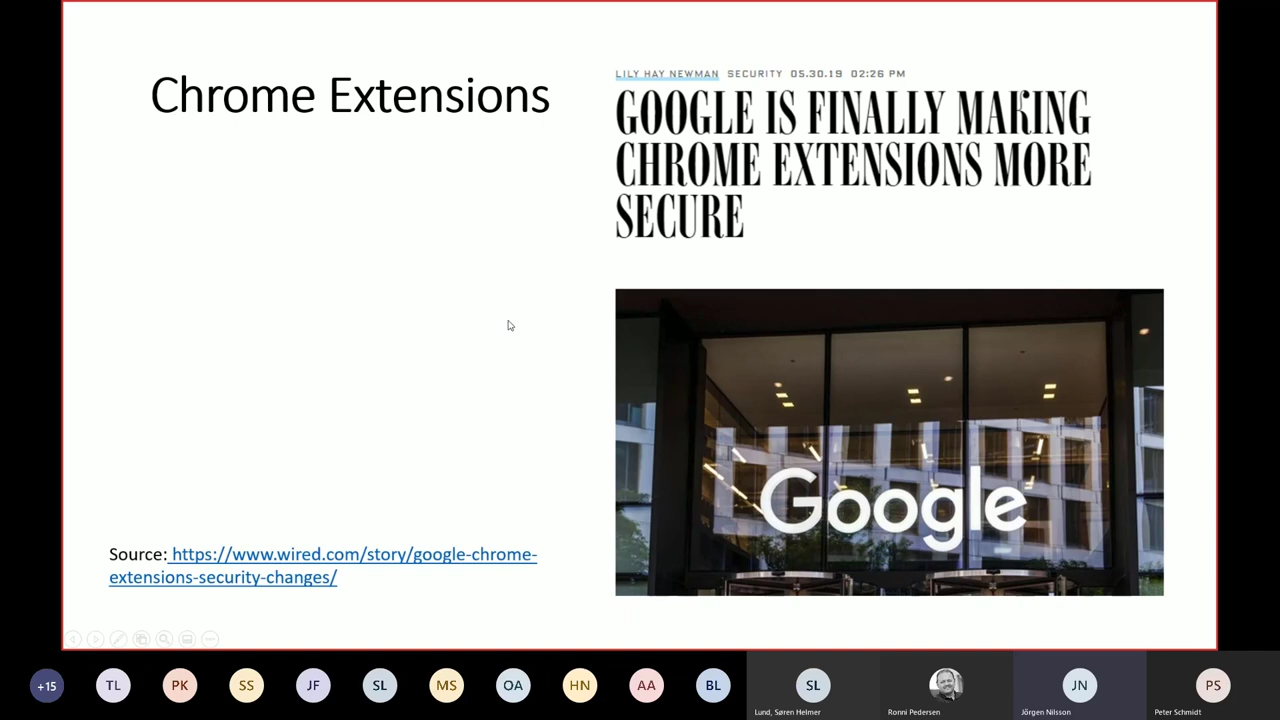 Chrome Extensions
LILY HAY NEWMAN SECURITY 05.30.19 02:26 PM
GOOGLE IS FINALLY MAKING
CHROME EXTENSIONS MORE
SECURE
Google
Source: https://www.wired.com/story/google-chrome-
extensions-security-changes/
+15 TL PK SS JF SL MS OA HN AA BL SL JN PS
Lund, Søren Helmer Ronni Pedersen Jörgen Nilsson Peter Schmidt